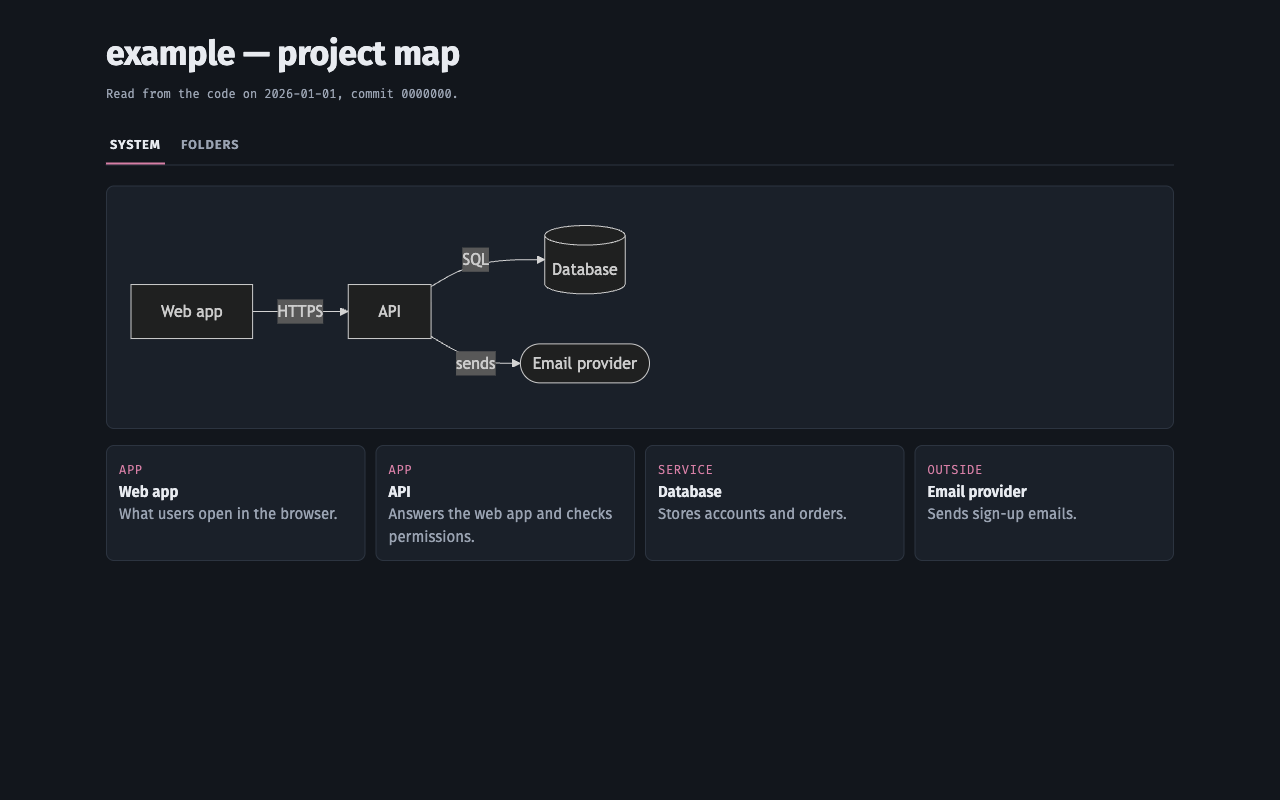 example — project map
Read from the code on 2026-01-01, commit 0000000.
SYSTEM
FOLDERS
Web app
HTTPS
API
SQL
Database
sends
Email provider
APP
Web app
What users open in the browser.
APP
API
Answers the web app and checks
permissions.
SERVICE
Database
Stores accounts and orders.
OUTSIDE
Email provider
Sends sign-up emails.